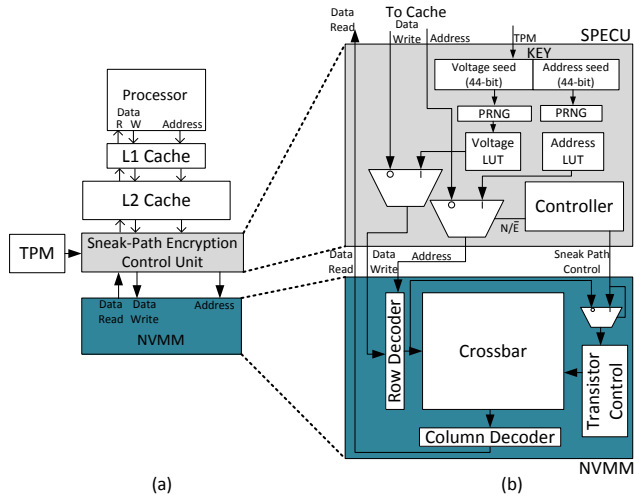 Processor
Data
R W Address
L1 Cache
L2 Cache
TPM
Sneak-Path Encryption
Control Unit
Data
Read
Data
Write
Address
NVMM
(a)
Data
Read
To Cache
Data
Write
Address
TPM
SPECU
KEY
Voltage seed
(44-bit)
Address seed
(44-bit)
PRNG
PRNG
Voltage
LUT
Address
LUT
0 I
0 I
Controller
N/E̅
Data
Read
Data
Write
Address
Sneak Path
Control
0 I
Row Decoder
Crossbar
Transistor
Control
Column Decoder
NVMM
(b)